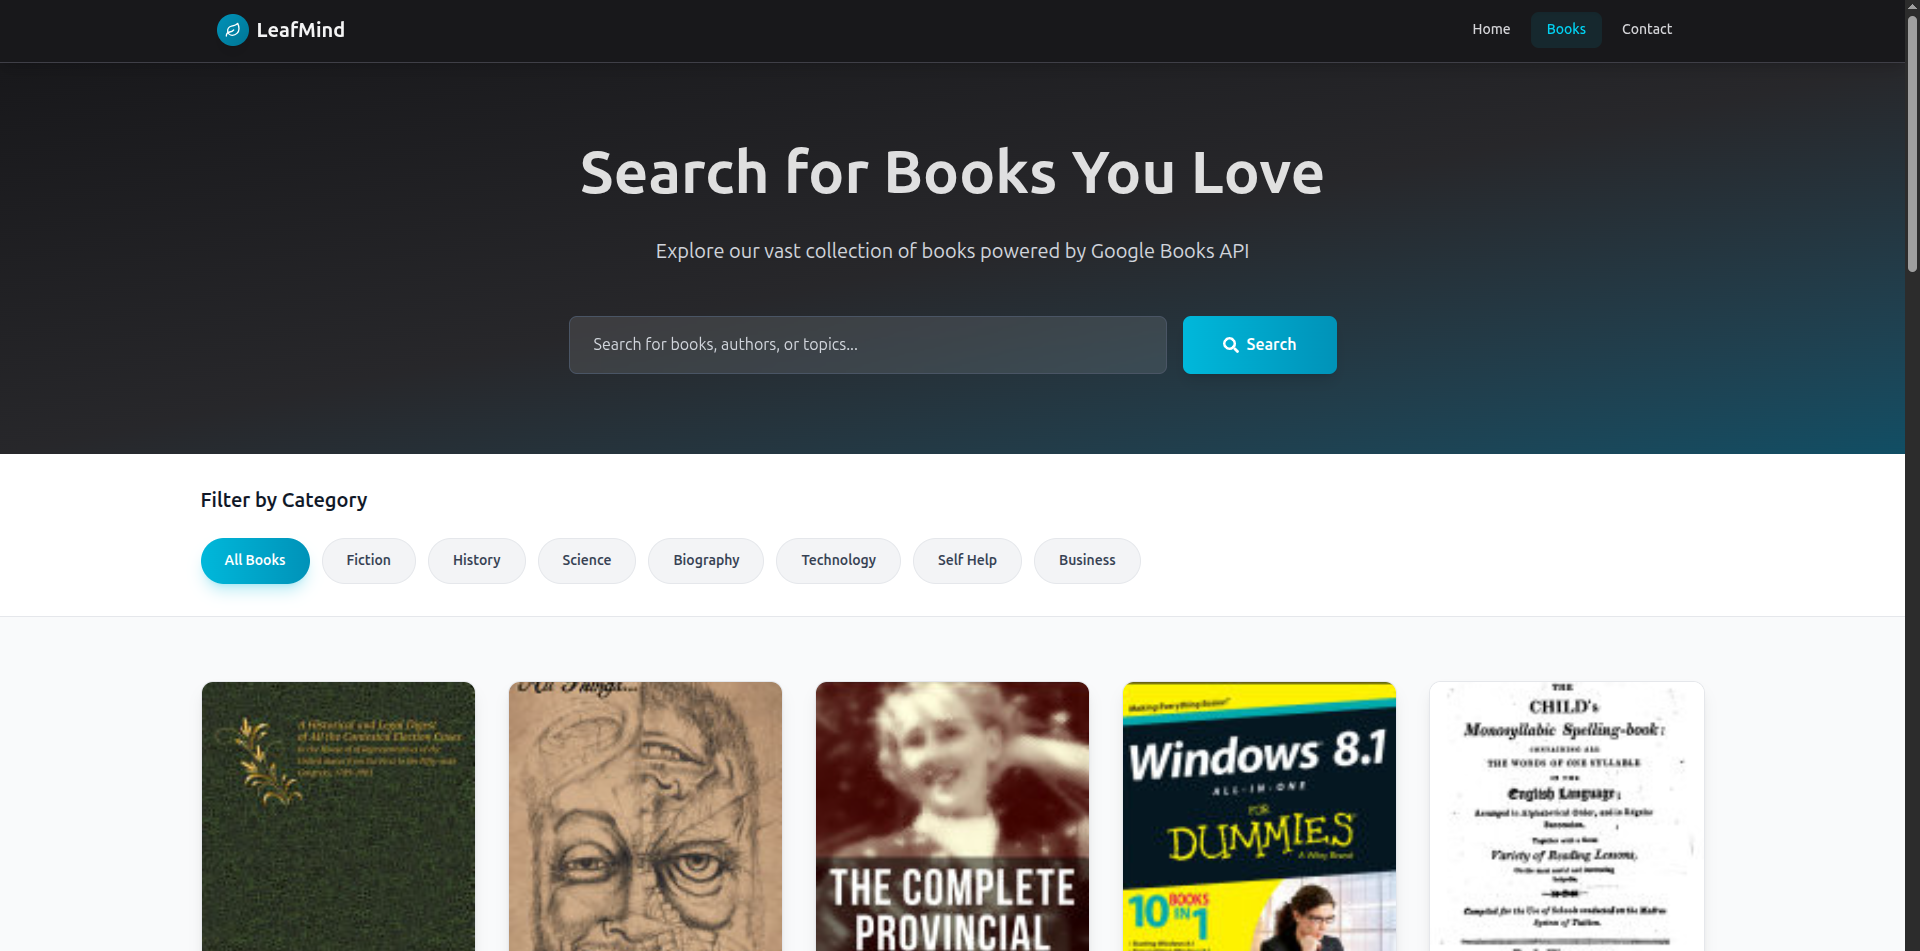 LeafMind
Home
Books
Contact
Search for Books You Love
Explore our vast collection of books powered by Google Books API
Search for books, authors, or topics...
Search
Filter by Category
All Books
Fiction
History
Science
Biography
Technology
Self Help
Business
A Historical and Legal Digest
of All the Contested Election Cases
All Things...
THE COMPLETE
PROVINCIAL
Making Everything Easier!
Windows 8.1
ALL-IN-ONE
FOR
DUMMIES
A Wiley Brand
10 BOOKS
IN 1
THE
CHILD's
Monosyllabic Spelling-book:
CONTAINING ALL
THE WORDS OF ONE SYLLABLE
IN THE
English Language;
Arranged in Alphabetical Order, and in Regular
Succession.
Together with a
Variety of Reading Lessons,
On the most useful and interesting
Compiled for the Use of Schools conducted on the Madras
System of Tuition.